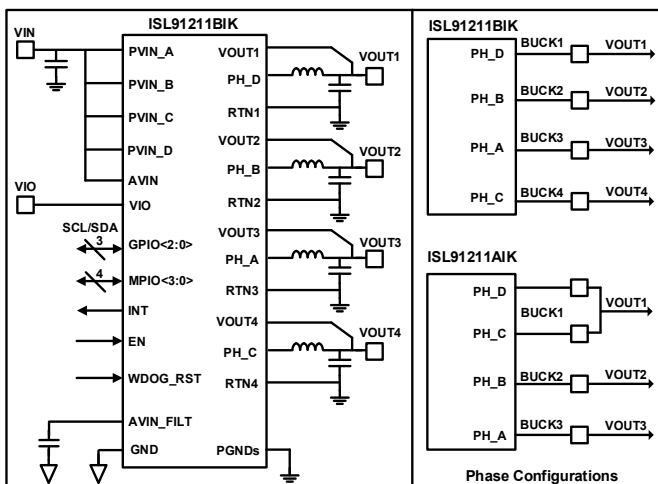 ISL91211BIK
VIN
PVIN_A
PVIN_B
PVIN_C
PVIN_D
AVIN
VIO
VIO
SCL/SDA
3
GPIO<2:0>
4
MPIO<3:0>
INT
EN
WDOG_RST
AVIN_FILT
GND
VOUT1
VOUT1
PH_D
RTN1
VOUT2
VOUT2
PH_B
RTN2
VOUT3
VOUT3
PH_A
RTN3
VOUT4
VOUT4
PH_C
RTN4
PGNDs
ISL91211BIK
PH_D BUCK1 VOUT1
PH_B BUCK2 VOUT2
PH_A BUCK3 VOUT3
PH_C BUCK4 VOUT4
ISL91211AIK
PH_D
BUCK1 VOUT1
PH_C
PH_B BUCK2 VOUT2
PH_A BUCK3 VOUT3
Phase Configurations